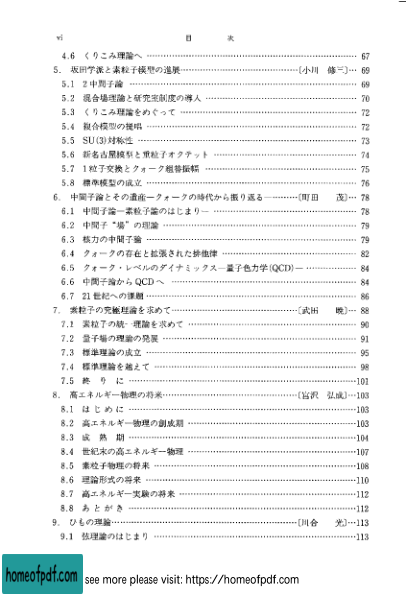 vi 目 次
4.6 くりこみ理論へ 67
5. 坂田学派と素粒子模型の進展 〔小川 修三〕 69
5.1 2中間子論 69
5.2 混合場理論と研究室制度の導入 70
5.3 くりこみ理論をめぐって 72
5.4 複合模型の提唱 72
5.5 SU(3)対称性 73
5.6 新名古屋模型と重粒子オクテット 74
5.7 1粒子交換とクォーク組替振幅 75
5.8 標準模型の成立 76
6. 中間子論とその遺産—クォークの時代から振り返る— 〔町田 茂〕 78
6.1 中間子論—素粒子論のはじまり— 78
6.2 中間子“場”の理論 79
6.3 核力の中間子論 79
6.4 クォークの存在と拡張された排他律 82
6.5 クォーク・レベルのダイナミックス—量子色力学(QCD)— 84
6.6 中間子論からQCDへ 84
6.7 21世紀への課題 86
7. 素粒子の究極理論を求めて 〔武田 暁〕 88
7.1 素粒子の統一理論を求めて 90
7.2 量子場の理論の発展 91
7.3 標準理論の成立 95
7.4 標準理論を越えて 98
7.5 終りに 101
8. 高エネルギー物理の将来 〔宮沢 弘成〕 103
8.1 はじめに 103
8.2 高エネルギー物理の創成期 103
8.3 成熟期 104
8.4 世紀末の高エネルギー物理 107
8.5 素粒子物理の将来 108
8.6 理論形式の将来 110
8.7 高エネルギー実験の将来 112
8.8 あとがき 112
9. ひもの理論 〔川合 光〕 113
9.1 弦理論のはじまり 113
homeofpdf.com see more please visit: https://homeofpdf.com